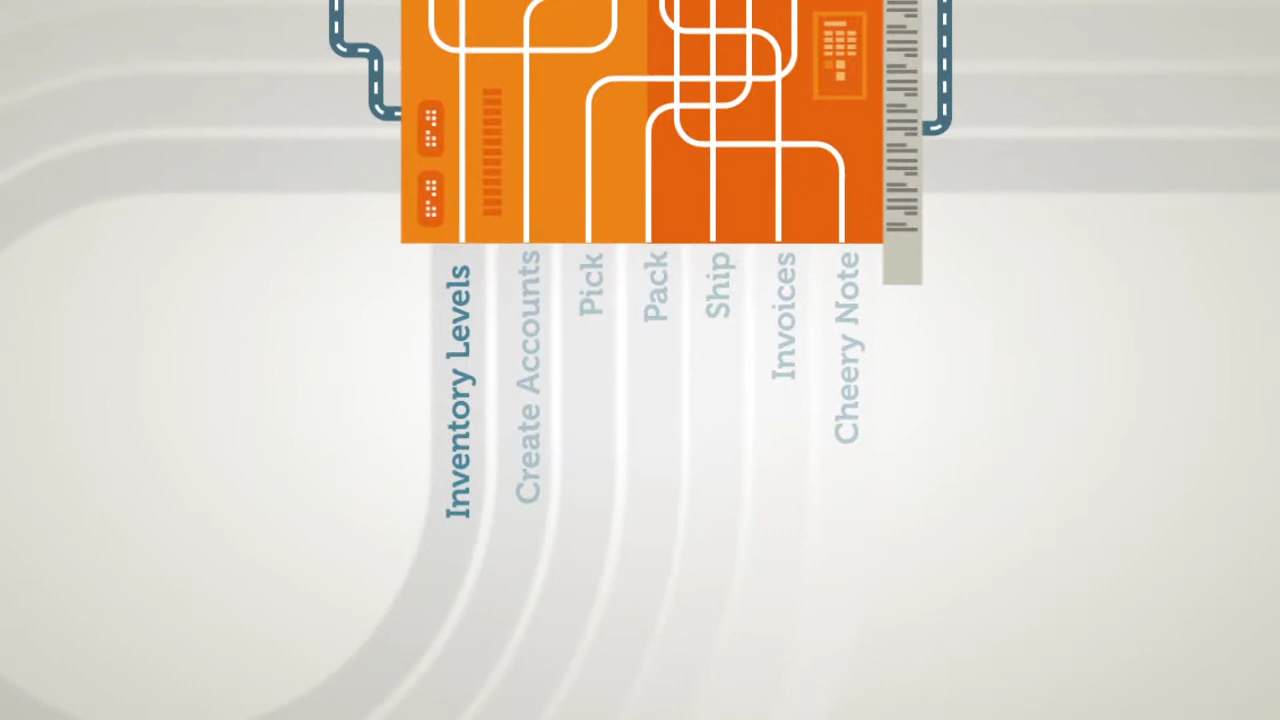 Inventory Levels
Create Accounts
Pick
Pack
Ship
Invoices
Cheery Note